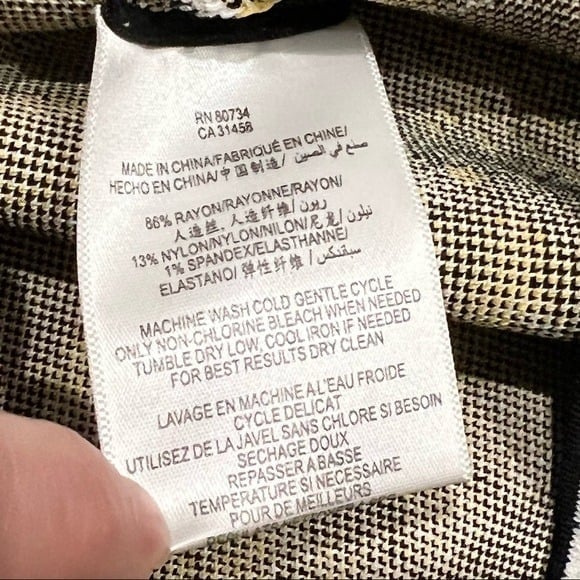 RN 80734
CA 31458
MADE IN CHINA/FABRIQUÉ EN CHINE/
HECHO EN CHINA/ 中国制造/ صنع في الصين
86% RAYON/RAYONNE/RAYON/
人造丝, 人造纤维/ ريون
13% NYLON/NYLON/NILON/尼龙/ نيلون/
1% SPANDEX/ELASTHANNE/
ELASTANO/ 弹性纤维 / سبنتكس/
MACHINE WASH COLD GENTLE CYCLE
ONLY NON-CHLORINE BLEACH WHEN NEEDED
TUMBLE DRY LOW, COOL IRON IF NEEDED
FOR BEST RESULTS DRY CLEAN
LAVAGE EN MACHINE A L'EAU FROIDE
CYCLE DELICAT
UTILISEZ DE LA JAVEL SANS CHLORE SI BESOIN
SECHAGE DOUX
REPASSER A BASSE
TEMPERATURE SI NECESSAIRE
POUR DE MEILLEURS